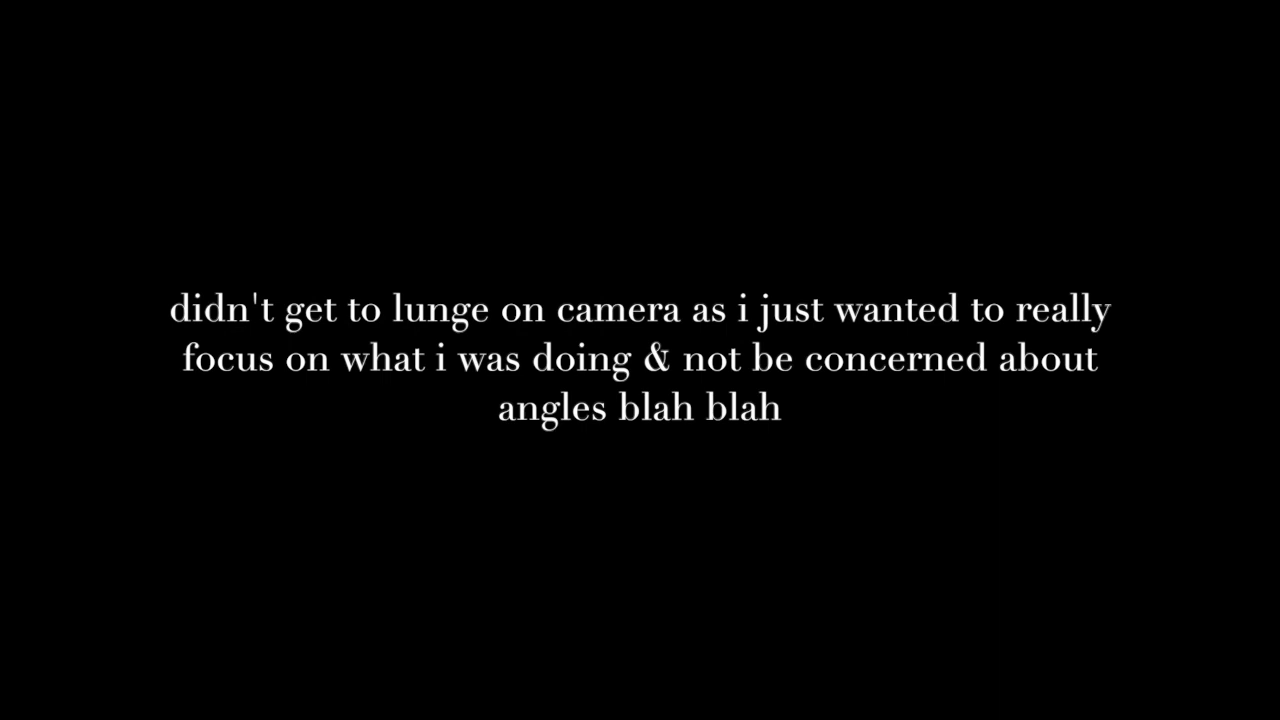 didn't get to lunge on camera as i just wanted to really
focus on what i was doing & not be concerned about
angles blah blah